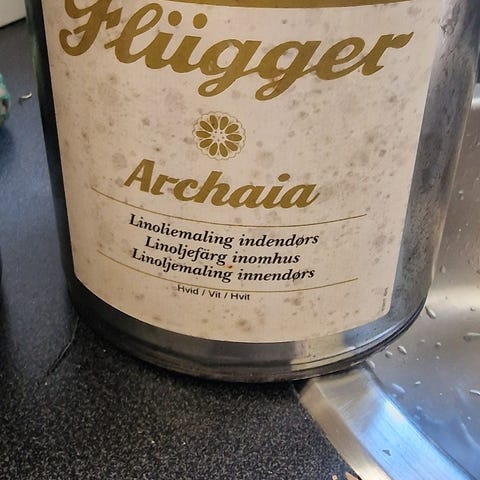 Flügger
Archaia
Linoliemaling indendørs
Linoljefärg inomhus
Linoljemaling innendørs
Hvid / Vit / Hvit